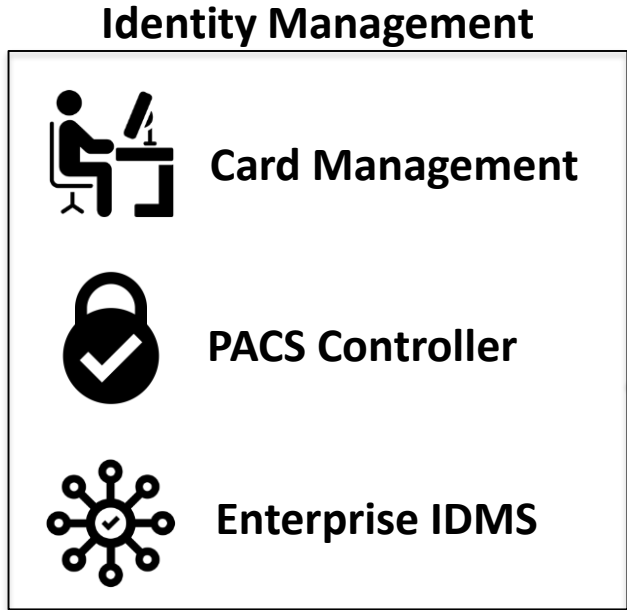 Identity Management
Card Management
PACS Controller
Enterprise IDMS